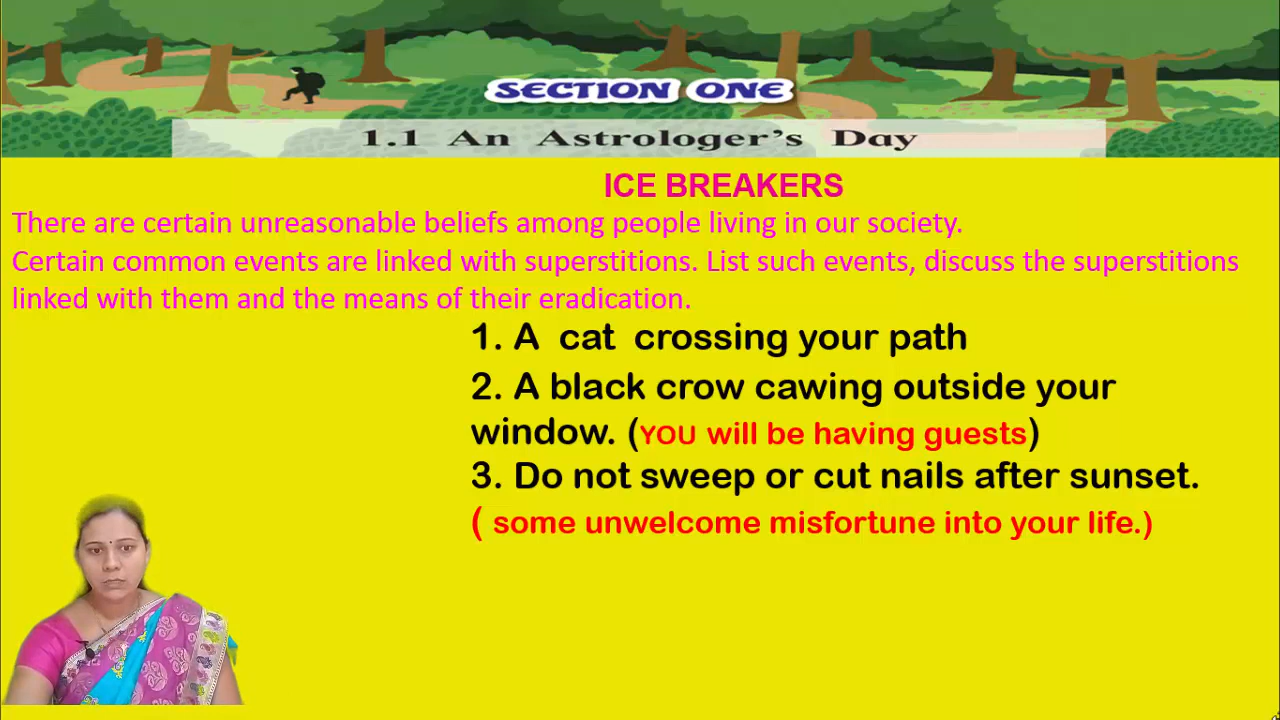 SECTION ONE
1.1 An Astrologer's Day
ICE BREAKERS
There are certain unreasonable beliefs among people living in our society.
Certain common events are linked with superstitions. List such events, discuss the superstitions
linked with them and the means of their eradication.
1. A cat crossing your path
2. A black crow cawing outside your
window. (YOU will be having guests)
3. Do not sweep or cut nails after sunset.
( some unwelcome misfortune into your life.)